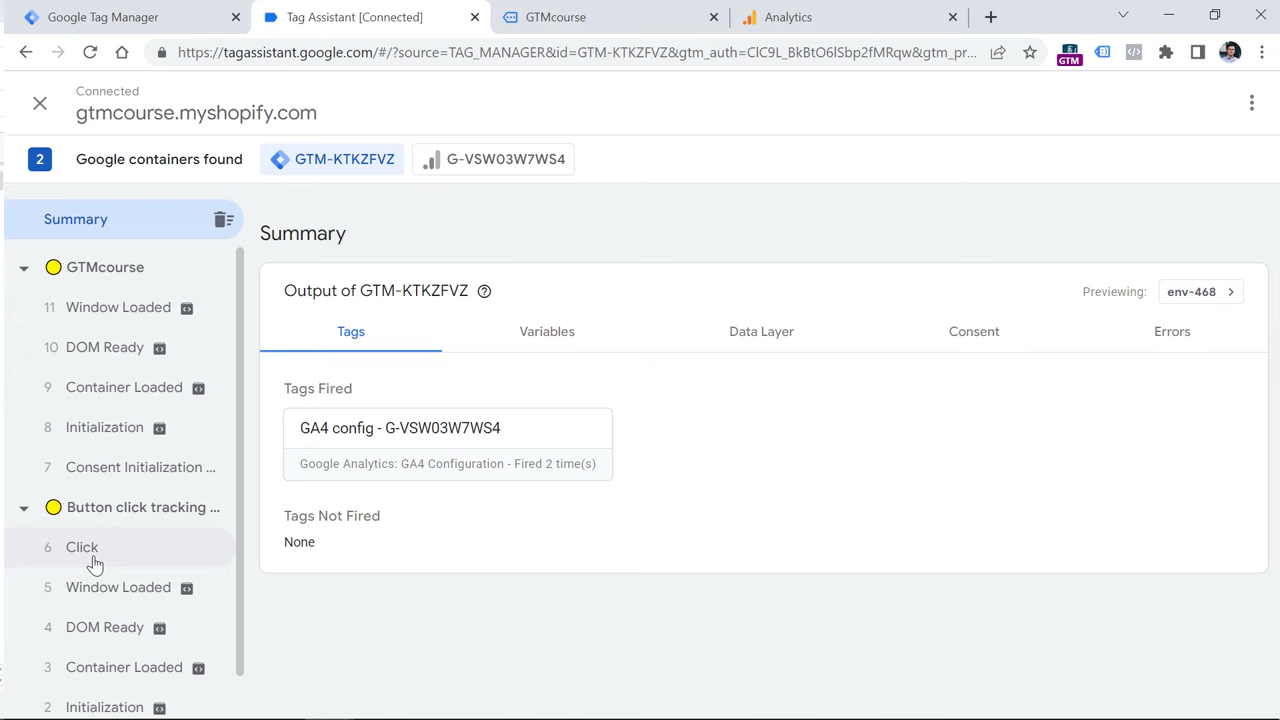 Google Tag Manager
Tag Assistant [Connected]
GTMcourse
Analytics
https://tagassistant.google.com/#/?source=TAG_MANAGER&id=GTM-KTKZFVZ&gtm_auth=ClC9L_BkBtO6lSbp2fMRqw&gtm_pr...
GTM
Connected
gtmcourse.myshopify.com
2 Google containers found GTM-KTKZFVZ G-VSW03W7WS4
Summary
GTMcourse
11 Window Loaded
10 DOM Ready
9 Container Loaded
8 Initialization
7 Consent Initialization ...
Button click tracking ...
6 Click
5 Window Loaded
4 DOM Ready
3 Container Loaded
2 Initialization
Summary
Output of GTM-KTKZFVZ
Previewing: env-468
Tags Variables Data Layer Consent Errors
Tags Fired
GA4 config - G-VSW03W7WS4
Google Analytics: GA4 Configuration - Fired 2 time(s)
Tags Not Fired
None